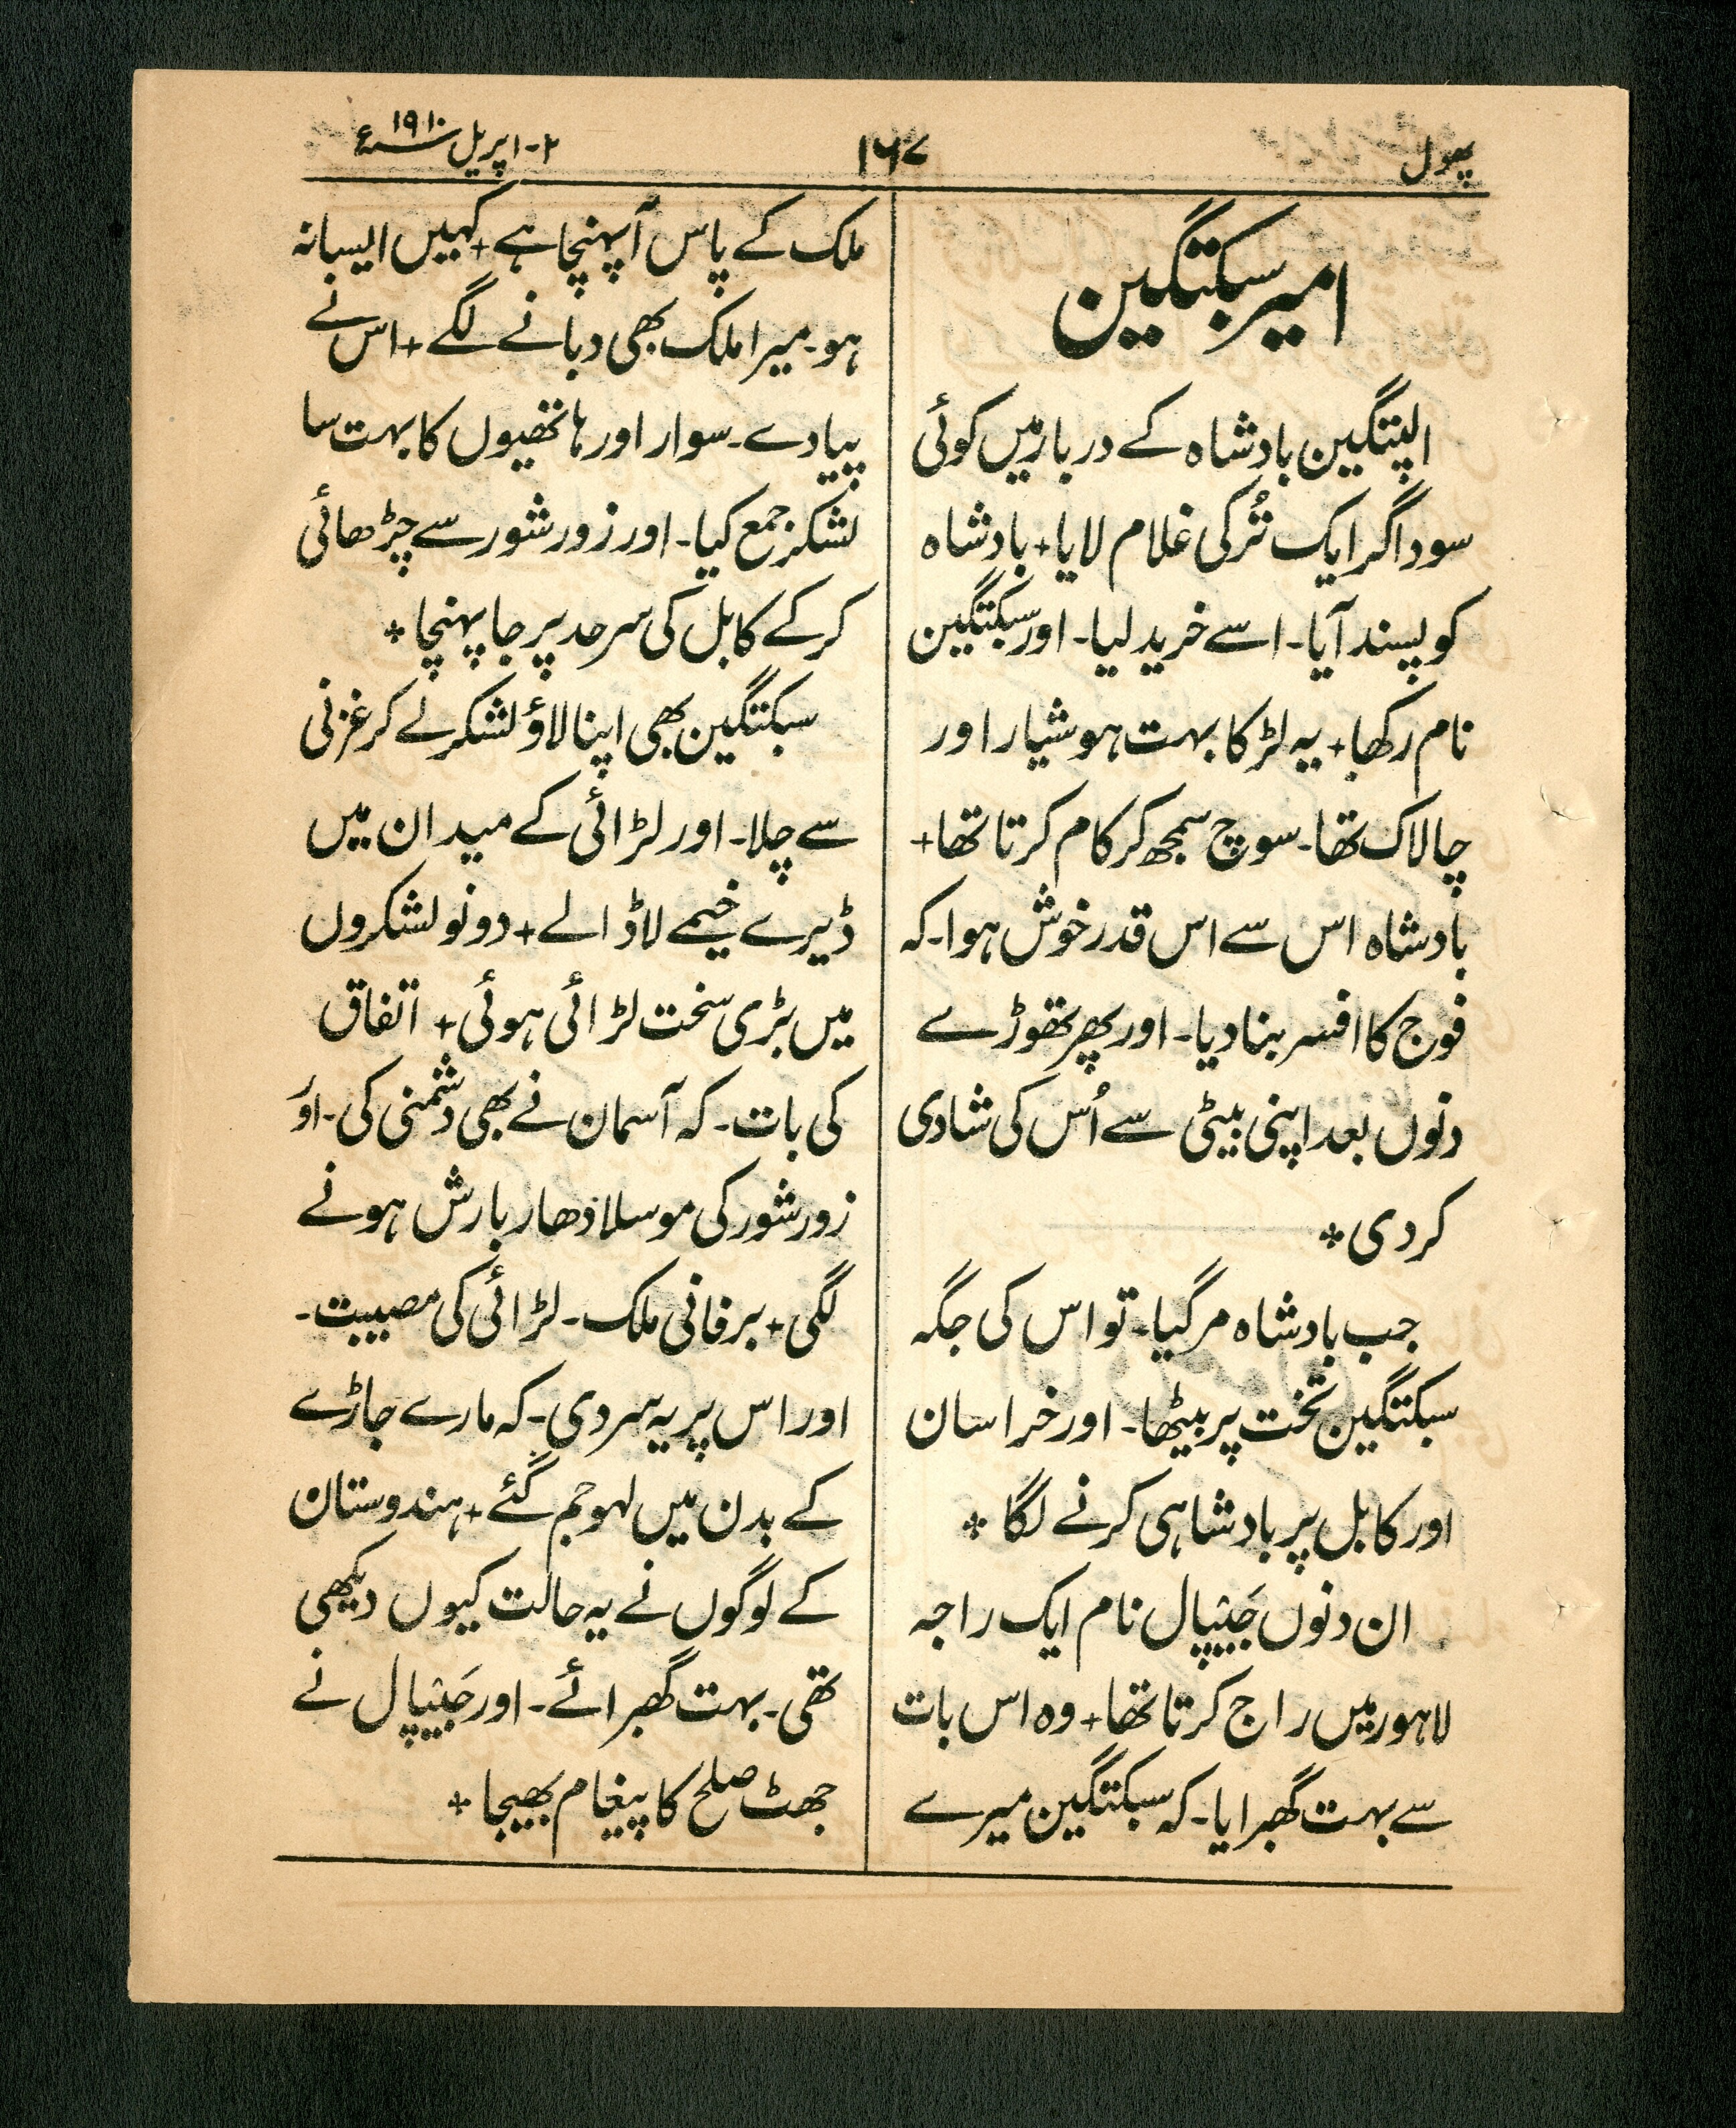 پھول
۱۶۷
۲-اپریل سنہ ۱۹۱۰ء
امیر سبکتگین
الپتگین بادشاہ کے دربار میں کوئی
سوداگر ایک تُرکی غلام لایا+ بادشاہ
کو پسند آیا۔ اسے خرید لیا۔ اور سبکتگین
نام رکھا+ یہ لڑکا بہت ہوشیار اور
چالاک تھا۔ سوچ سمجھ کر کام کرتا تھا+
بادشاہ اس سے اس قدر خوش ہوا۔ کہ
فوج کا افسر بنا دیا۔ اور پھر تھوڑے
دنوں بعد اپنی بیٹی سے اُس کی شادی
کر دی ❖
جب بادشاہ مر گیا۔ تو اس کی جگہ
سبکتگین تخت پر بیٹھا۔ اور خراسان
اور کابل پر بادشاہی کرنے لگا ❖
ان دنوں جَیپال نام ایک راجہ
لاہور میں راج کرتا تھا+ وہ اس بات
سے بہت گھبرایا۔ کہ سبکتگین میرے
ملک کے پاس آ پہنچا ہے+ کہیں ایسا نہ
ہو۔ میرا ملک بھی دبانے لگے+ اس نے
پیادے۔ سوار اور ہاتھیوں کا بہت سا
لشکر جمع کیا۔ اور زور شور سے چڑھائی
کر کے کابل کی سرحد پر جا پہنچا ❖
سبکتگین بھی اپنا لاؤ لشکر لے کر غزنی
سے چلا۔ اور لڑائی کے میدان میں
ڈیرے خیمے لا ڈالے+ دونو لشکروں
میں بڑی سخت لڑائی ہوئی+ اتفاق
کی بات۔ کہ آسمان نے بھی دشمنی کی۔ اور
زور شور کی موسلا دھار بارش ہونے
لگی+ برفانی ملک۔ لڑائی کی مصیبت۔
اور اس پر یہ سردی۔ کہ مارے جاڑے
کے بدن میں لہو جم گئے+ ہندوستان
کے لوگوں نے یہ حالت کیوں دیکھی
تھی۔ بہت گھبرائے۔ اور جَیپال نے
جھٹ صلح کا پیغام بھیجا ❖